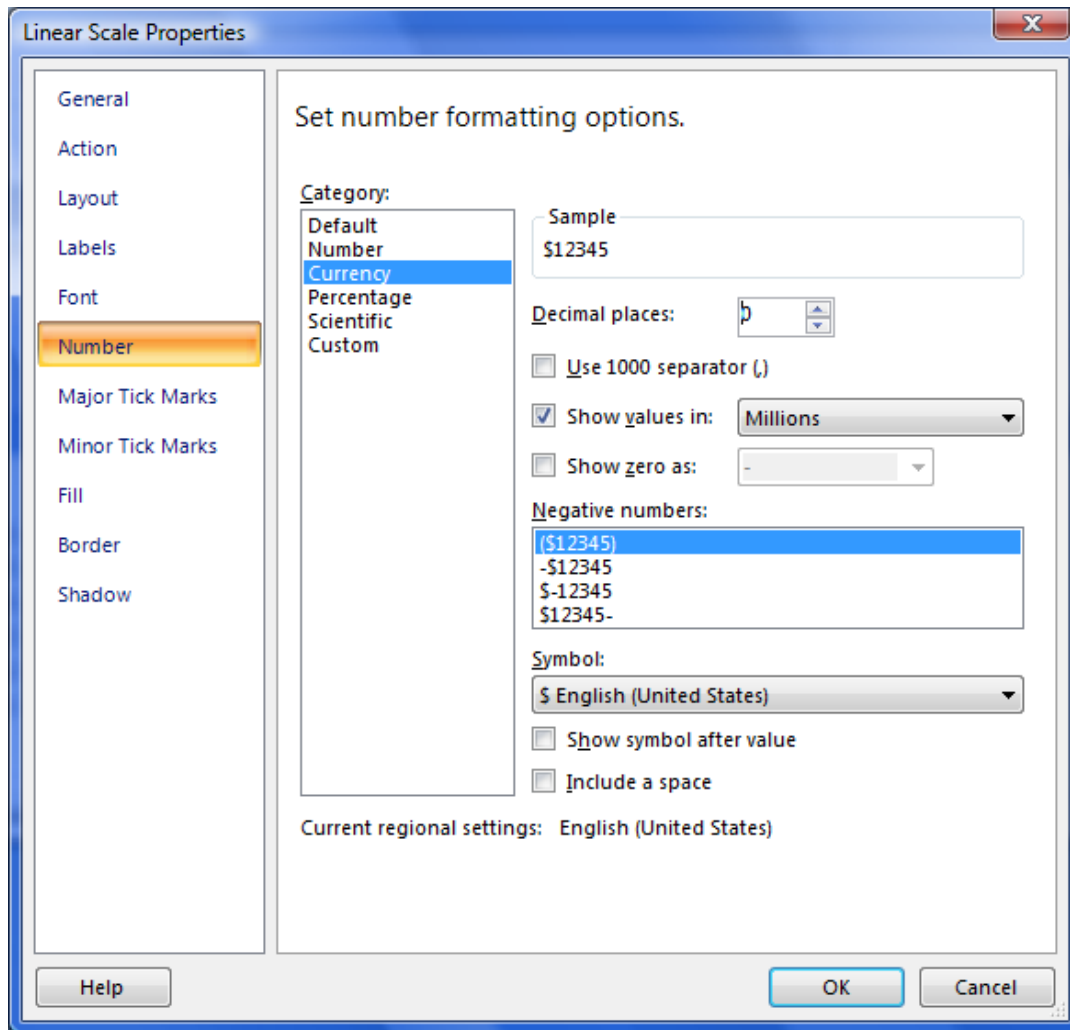 Linear Scale Properties
General
Action
Layout
Labels
Font
Number
Major Tick Marks
Minor Tick Marks
Fill
Border
Shadow
Set number formatting options.
Category:
Default
Number
Currency
Percentage
Scientific
Custom
Sample
$12345
Decimal places: 0
Use 1000 separator (,)
Show values in: Millions
Show zero as: -
Negative numbers:
($12345)
-$12345
$-12345
$12345-
Symbol:
$ English (United States)
Show symbol after value
Include a space
Current regional settings: English (United States)
Help
OK
Cancel